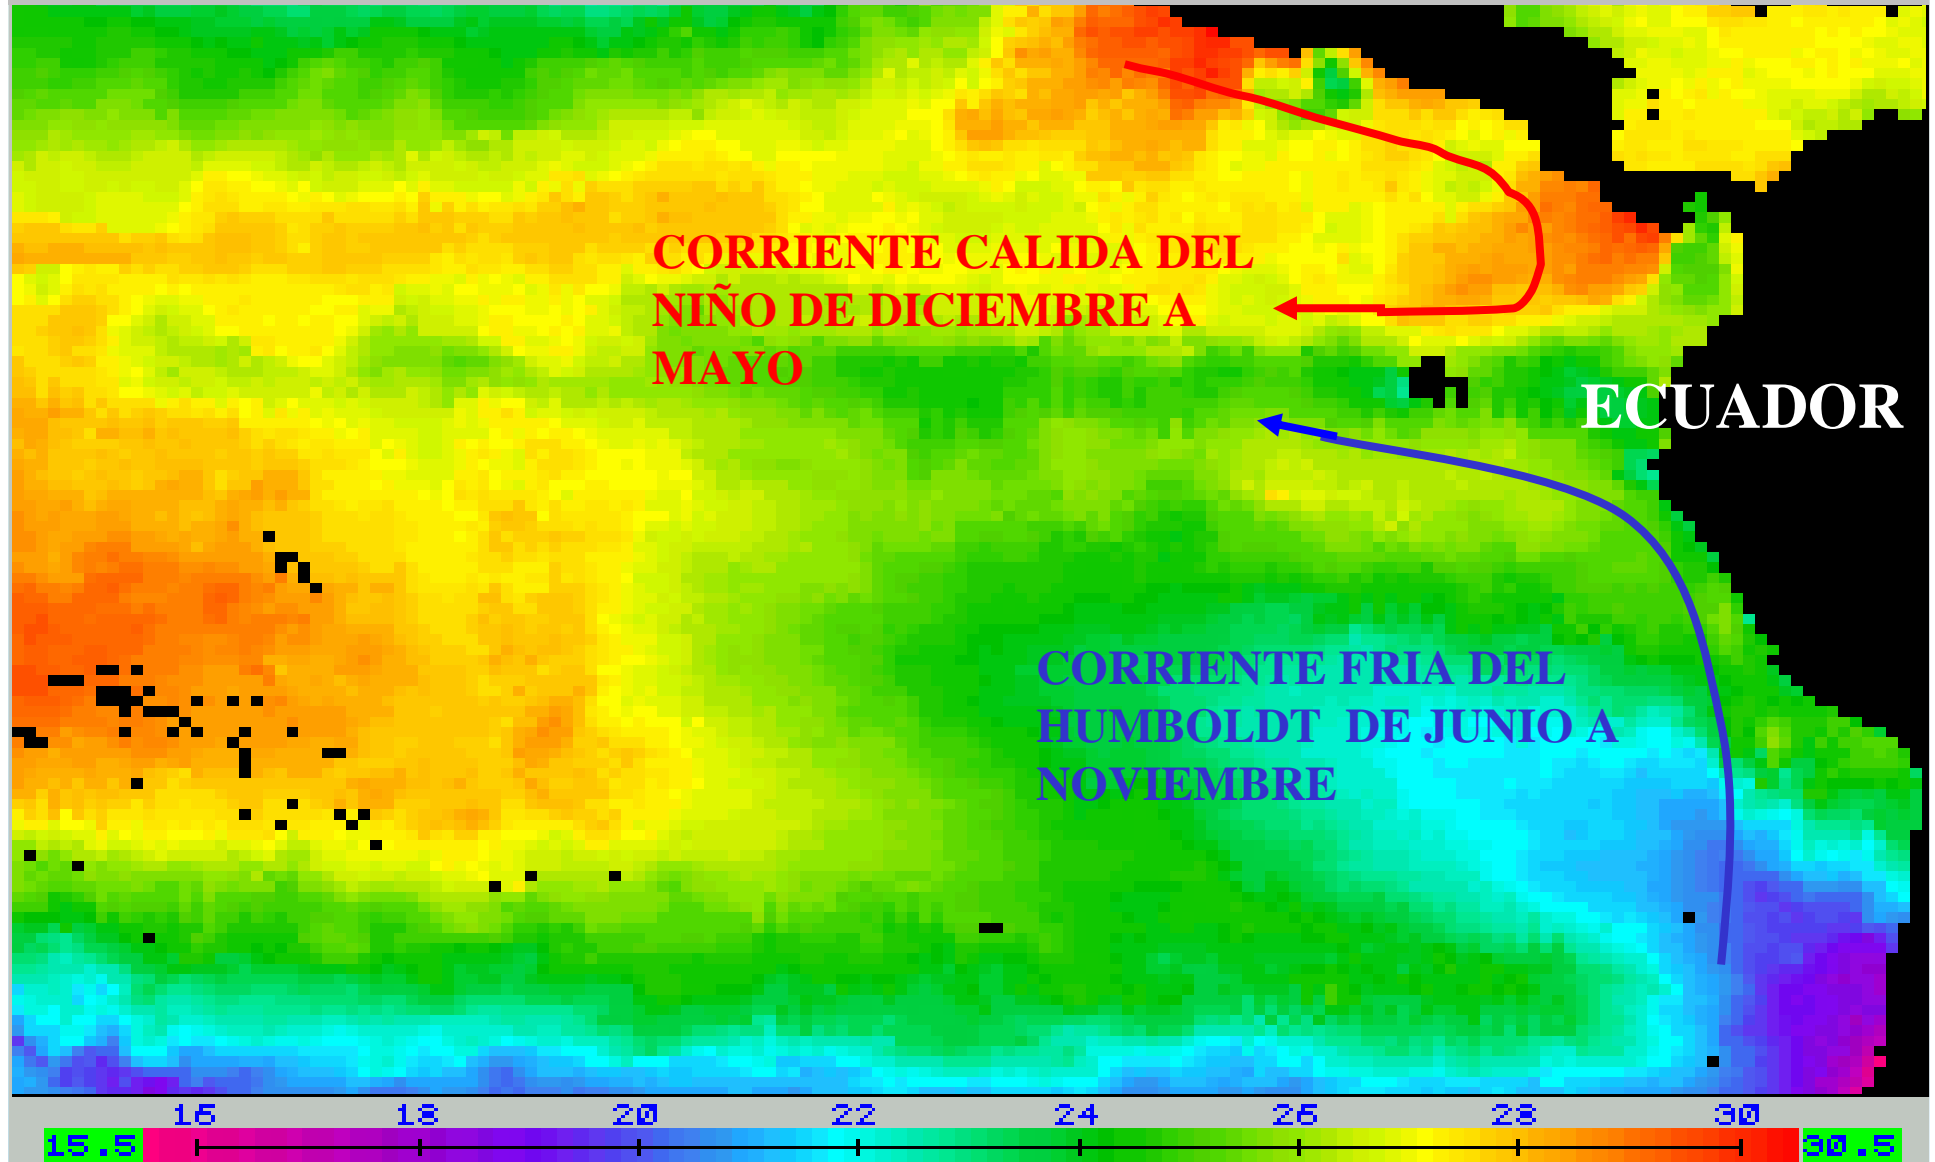 CORRIENTE CALIDA DEL
NIÑO DE DICIEMBRE A
MAYO
ECUADOR
CORRIENTE FRIA DEL
HUMBOLDT DE JUNIO A
NOVIEMBRE
16 18 20 22 24 26 28 30
15.5 30.5